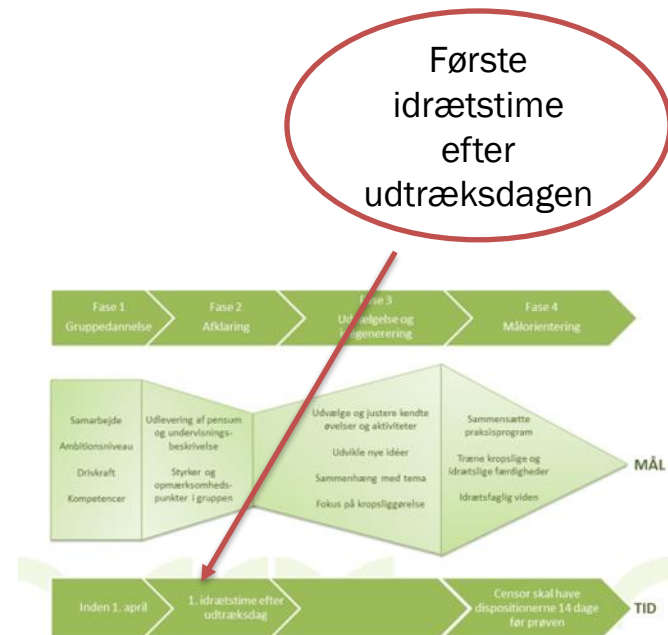 Første
idrætstime
efter
udtræksdagen
Fase 1
Gruppedannelse
Fase 2
Afklaring
Fase 3
Udvælgelse og
idégenerering
Fase 4
Målorientering
Samarbejde
Ambitionsniveau
Drivkraft
Kompetencer
Udlevering af pensum
og undervisnings-
beskrivelse
Styrker og
opmærksomheds-
punkter i gruppen
Udvælge og justere kendte
øvelser og aktiviteter
Udvikle nye idéer
Sammenhæng med tema
Fokus på kropsliggørelse
Sammensætte
praksisprogram
Træne kropslige og
idrætslige færdigheder
Idrætsfaglig viden
MÅL
Inden 1. april
1. idrætstime efter
udtræksdag
Censor skal have
dispositionerne 14 dage
før prøven
TID